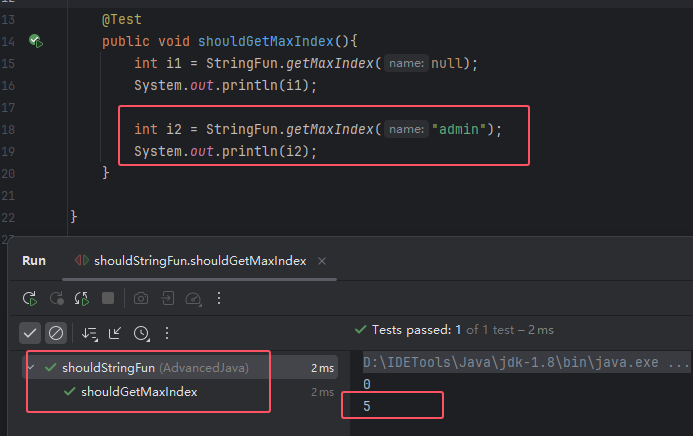 13 @Test
14 public void shouldGetMaxIndex(){
15 int i1 = StringFun.getMaxIndex( name: null);
16 System.out.println(i1);
17
18 int i2 = StringFun.getMaxIndex( name: "admin");
19 System.out.println(i2);
20 }
21
22 }
Run shouldStringFun.shouldGetMaxIndex ×
Tests passed: 1 of 1 test – 2 ms
shouldStringFun (AdvancedJava) 2 ms
shouldGetMaxIndex 2 ms
D:\IDETools\Java\jdk-1.8\bin\java.exe ...
0
5